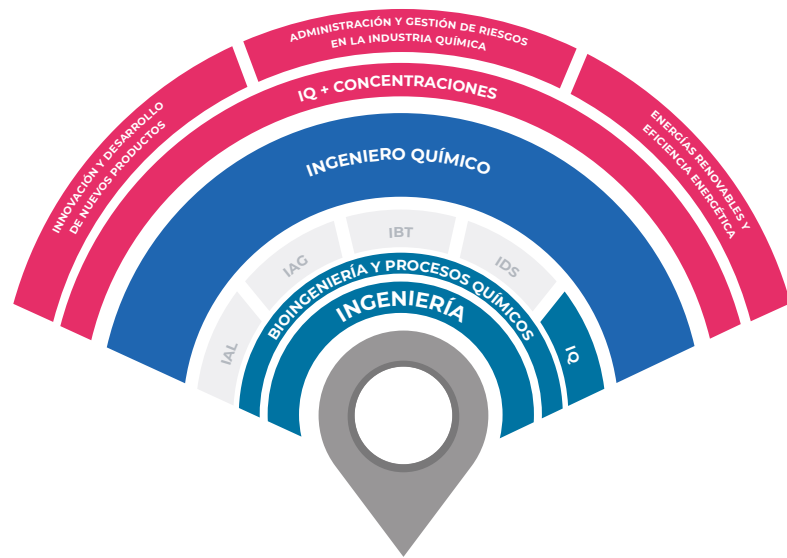 ADMINISTRACIÓN Y GESTIÓN DE RIESGOS
EN LA INDUSTRIA QUÍMICA
INNOVACIÓN Y DESARROLLO
DE NUEVOS PRODUCTOS
ENERGÍAS RENOVABLES Y
EFICIENCIA ENERGÉTICA
IQ + CONCENTRACIONES
INGENIERO QUÍMICO
IAL
IAG
IBT
IDS
IQ
BIOINGENIERÍA Y PROCESOS QUÍMICOS
INGENIERÍA